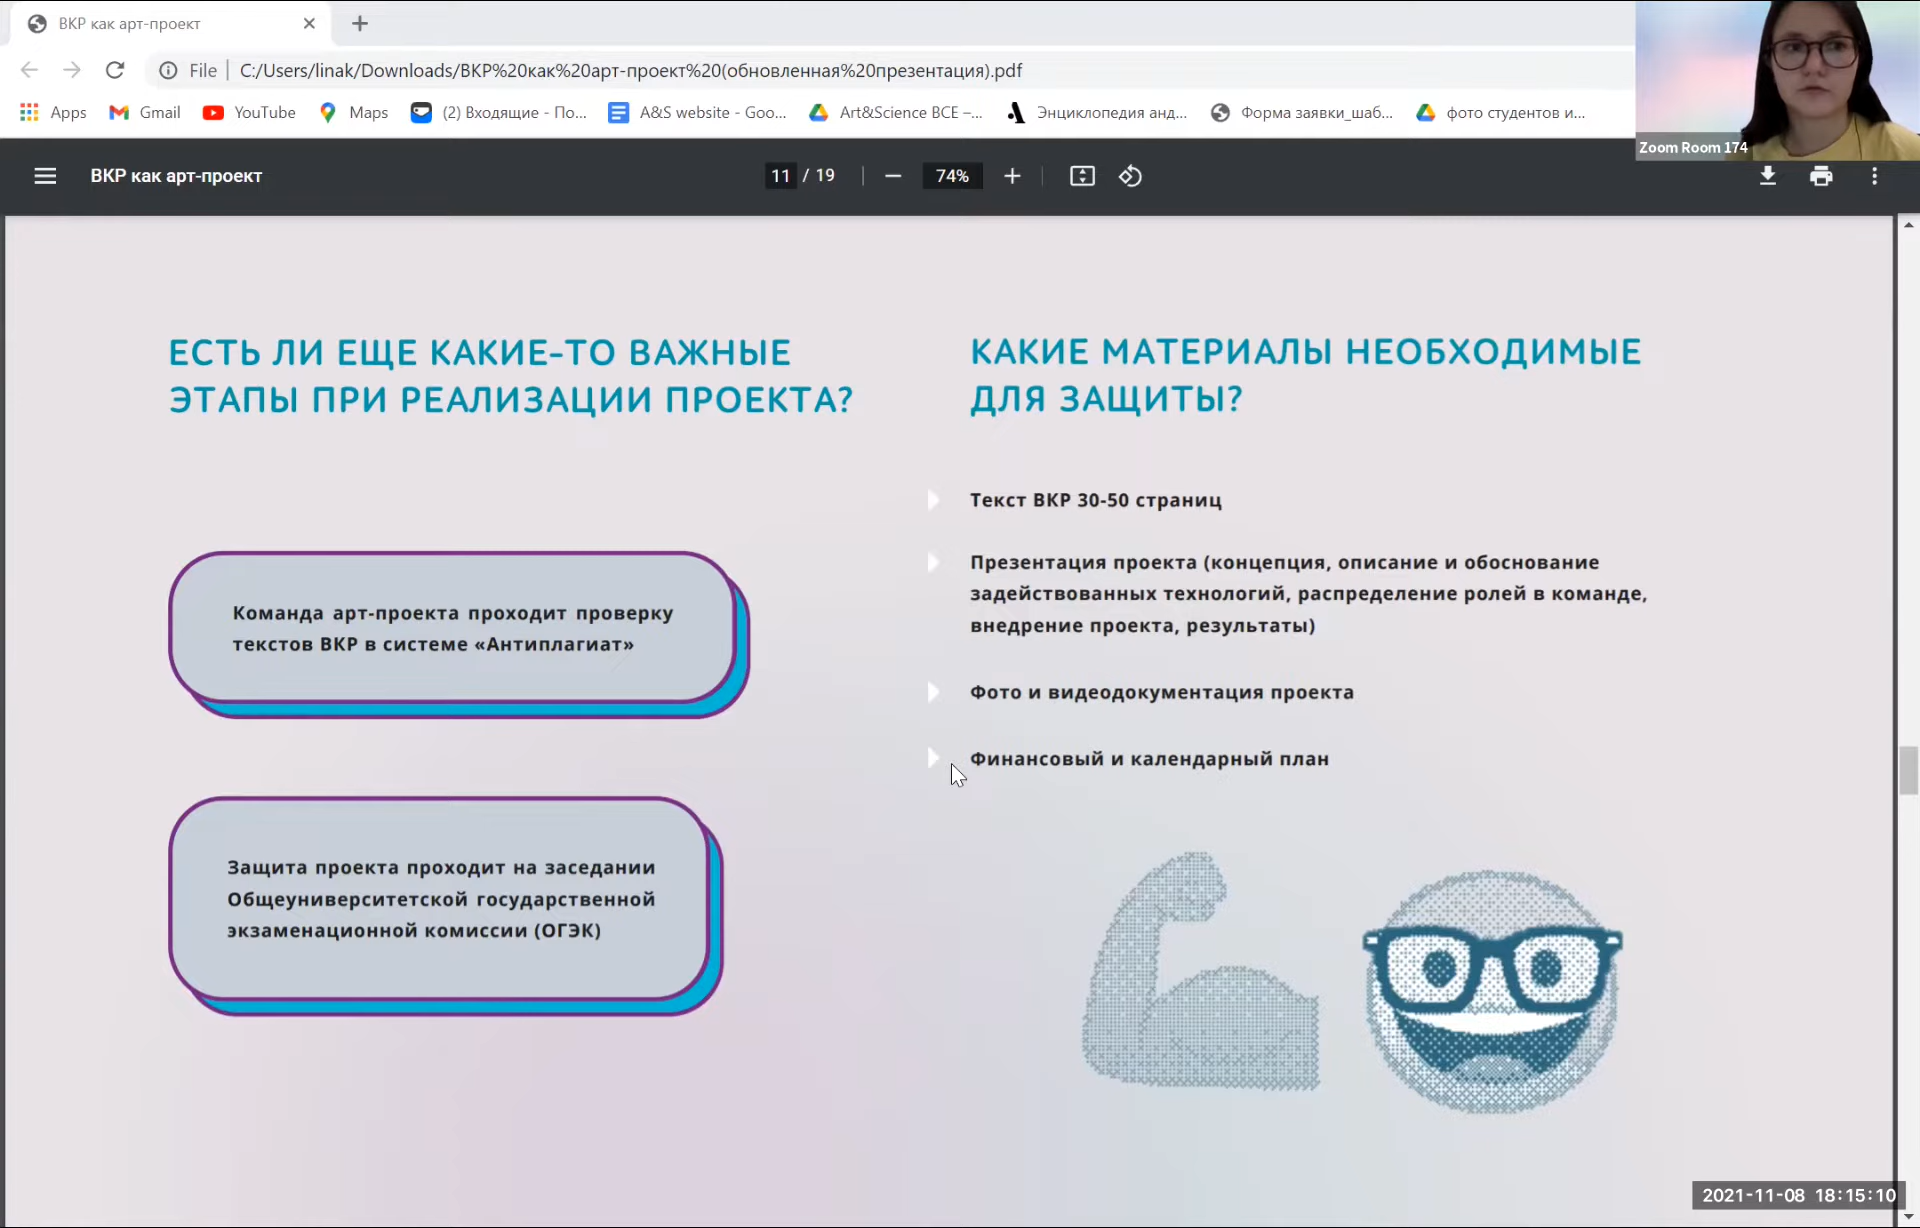 ВКР как арт-проект
File
C:/Users/linak/Downloads/ВКР%20как%20арт-проект%20(обновленная%20презентация).pdf
Apps
Gmail
YouTube
Maps
(2) Входящие - По...
A&S website - Goo...
Art&Science ВСЕ –...
Энциклопедия анд...
Форма заявки_шаб...
фото студентов и...
Zoom Room 174
ВКР как арт-проект
11 / 19
74%
ЕСТЬ ЛИ ЕЩЕ КАКИЕ-ТО ВАЖНЫЕ
ЭТАПЫ ПРИ РЕАЛИЗАЦИИ ПРОЕКТА?
Команда арт-проекта проходит проверку
текстов ВКР в системе «Антиплагиат»
Защита проекта проходит на заседании
Общеуниверситетской государственной
экзаменационной комиссии (ОГЭК)
КАКИЕ МАТЕРИАЛЫ НЕОБХОДИМЫЕ
ДЛЯ ЗАЩИТЫ?
Текст ВКР 30-50 страниц
Презентация проекта (концепция, описание и обоснование
задействованных технологий, распределение ролей в команде,
внедрение проекта, результаты)
Фото и видеодокументация проекта
Финансовый и календарный план
2021-11-08 18:15:10